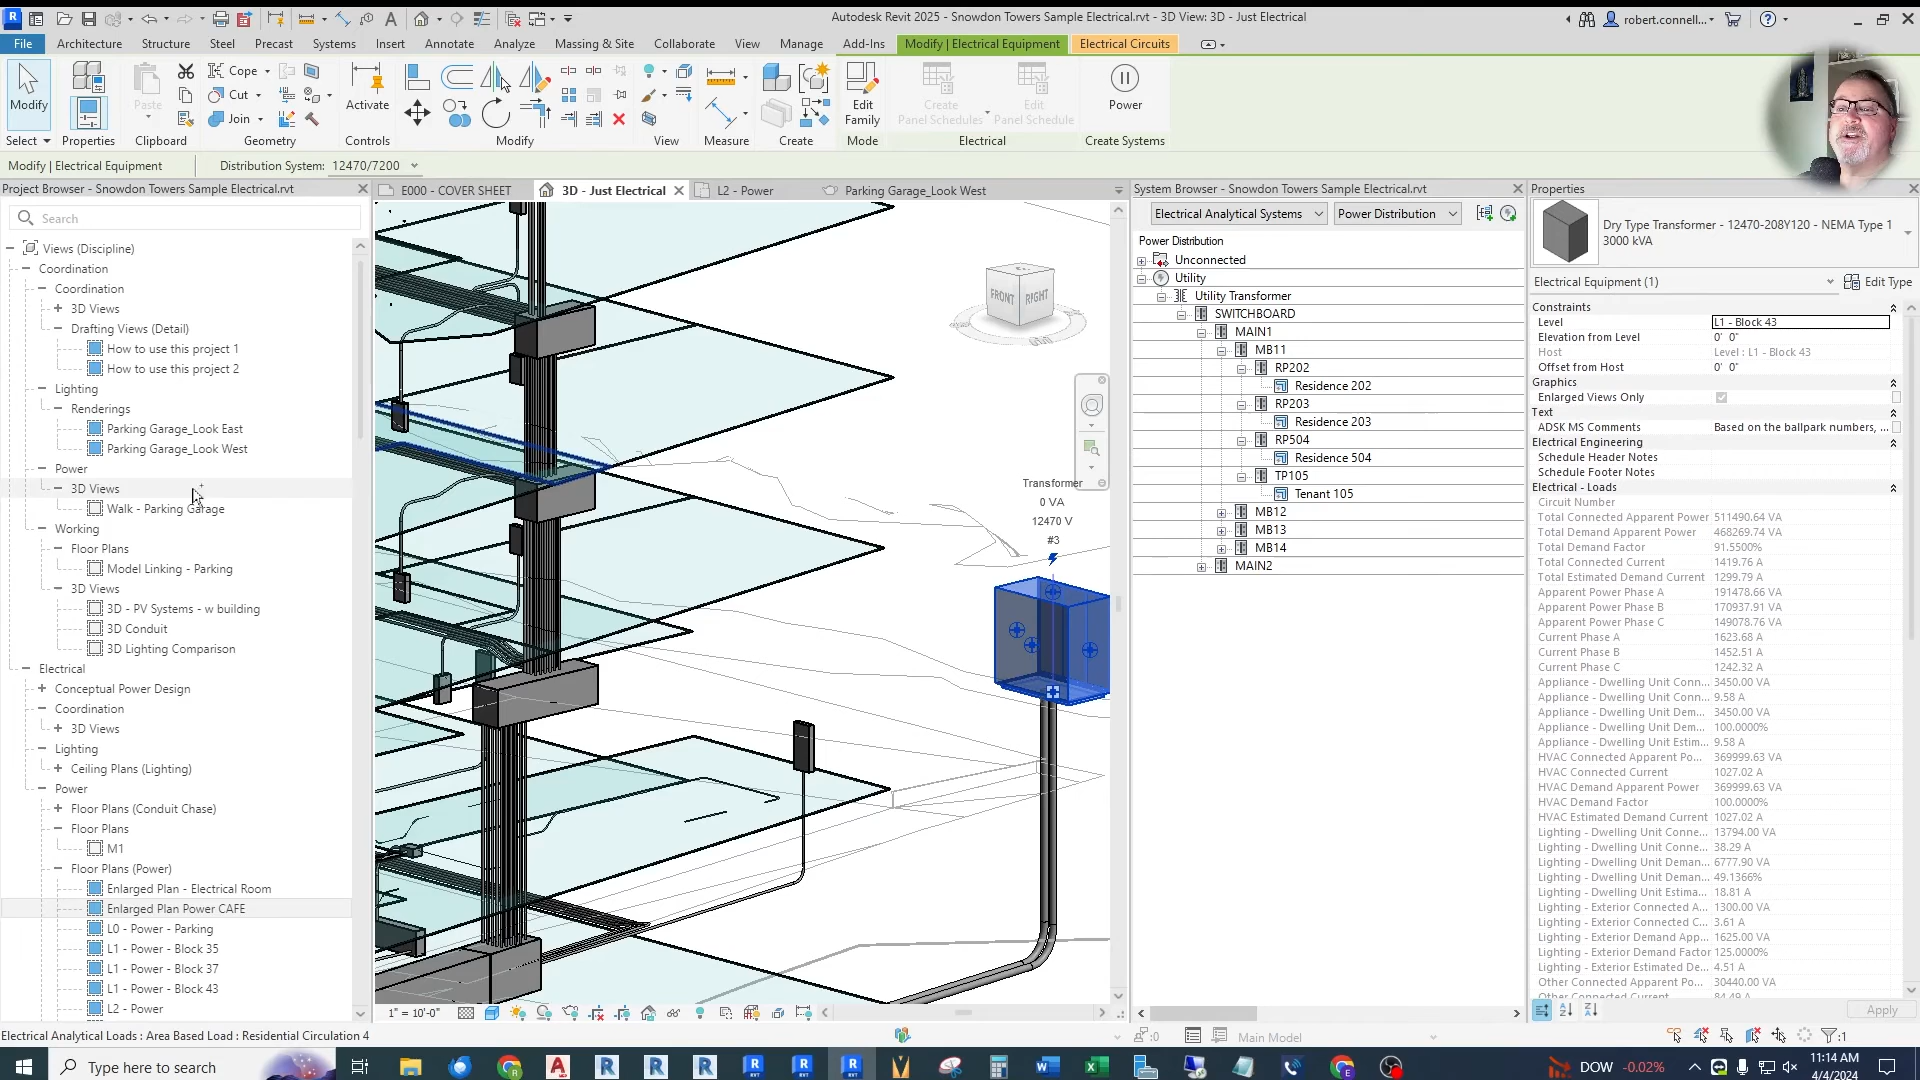 Autodesk Revit 2025 - Snowdon Towers Sample Electrical.rvt - 3D View: 3D - Just Electrical
robert.connell...
File
Architecture
Structure
Steel
Precast
Systems
Insert
Annotate
Analyze
Massing & Site
Collaborate
View
Manage
Add-Ins
Modify | Electrical Equipment
Electrical Circuits
Modify
Select
Properties
Paste
Clipboard
Cope
Cut
Join
Geometry
Activate
Controls
Modify
View
Measure
Create
Edit
Family
Mode
Create
Panel Schedules
Edit
Panel Schedule
Electrical
Power
Create Systems
Modify | Electrical Equipment
Distribution System: 12470/7200
Project Browser - Snowdon Towers Sample Electrical.rvt
Search
Views (Discipline)
Coordination
Coordination
3D Views
Drafting Views (Detail)
How to use this project 1
How to use this project 2
Lighting
Renderings
Parking Garage_Look East
Parking Garage_Look West
Power
3D Views
Walk - Parking Garage
Working
Floor Plans
Model Linking - Parking
3D Views
3D - PV Systems - w building
3D Conduit
3D Lighting Comparison
Electrical
Conceptual Power Design
Coordination
3D Views
Lighting
Ceiling Plans (Lighting)
Power
Floor Plans (Conduit Chase)
Floor Plans
M1
Floor Plans (Power)
Enlarged Plan - Electrical Room
Enlarged Plan Power CAFE
L0 - Power - Parking
L1 - Power - Block 35
L1 - Power - Block 37
L1 - Power - Block 43
L2 - Power
E000 - COVER SHEET
3D - Just Electrical
L2 - Power
Parking Garage_Look West
FRONT
RIGHT
Transformer
0 VA
12470 V
#3
1" = 10'-0"
System Browser - Snowdon Towers Sample Electrical.rvt
Electrical Analytical Systems
Power Distribution
Power Distribution
Unconnected
Utility
Utility Transformer
SWITCHBOARD
MAIN1
MB11
RP202
Residence 202
RP203
Residence 203
RP504
Residence 504
TP105
Tenant 105
MB12
MB13
MB14
MAIN2
Properties
Dry Type Transformer - 12470-208Y120 - NEMA Type 1
3000 kVA
Electrical Equipment (1)
Edit Type
Constraints
Level L1 - Block 43
Elevation from Level 0' 0"
Host Level : L1 - Block 43
Offset from Host 0' 0"
Graphics
Enlarged Views Only
Text
ADSK MS Comments Based on the ballpark numbers, ...
Electrical Engineering
Schedule Header Notes
Schedule Footer Notes
Electrical - Loads
Circuit Number
Total Connected Apparent Power 511490.64 VA
Total Demand Apparent Power 468269.74 VA
Total Demand Factor 91.5500%
Total Connected Current 1419.76 A
Total Estimated Demand Current 1299.79 A
Apparent Power Phase A 191478.66 VA
Apparent Power Phase B 170937.91 VA
Apparent Power Phase C 149078.76 VA
Current Phase A 1623.68 A
Current Phase B 1452.51 A
Current Phase C 1242.32 A
Appliance - Dwelling Unit Conn... 3450.00 VA
Appliance - Dwelling Unit Conn... 9.58 A
Appliance - Dwelling Unit Dem... 3450.00 VA
Appliance - Dwelling Unit Dem... 100.0000%
Appliance - Dwelling Unit Estim... 9.58 A
HVAC Connected Apparent Po... 369999.63 VA
HVAC Connected Current 1027.02 A
HVAC Demand Apparent Power 369999.63 VA
HVAC Demand Factor 100.0000%
HVAC Estimated Demand Current 1027.02 A
Lighting - Dwelling Unit Conne... 13794.00 VA
Lighting - Dwelling Unit Conne... 38.29 A
Lighting - Dwelling Unit Deman... 6777.90 VA
Lighting - Dwelling Unit Deman... 49.1366%
Lighting - Dwelling Unit Estima... 18.81 A
Lighting - Exterior Connected A... 1300.00 VA
Lighting - Exterior Connected C... 3.61 A
Lighting - Exterior Demand App... 1625.00 VA
Lighting - Exterior Demand Factor 125.0000%
Lighting - Exterior Estimated De... 4.51 A
Other Connected Apparent Po... 30440.00 VA
Other Connected Current 84.49 A
Apply
Electrical Analytical Loads : Area Based Load : Residential Circulation 4
:0
Main Model
:1
Type here to search
DOW -0.02%
11:14 AM
4/4/2024